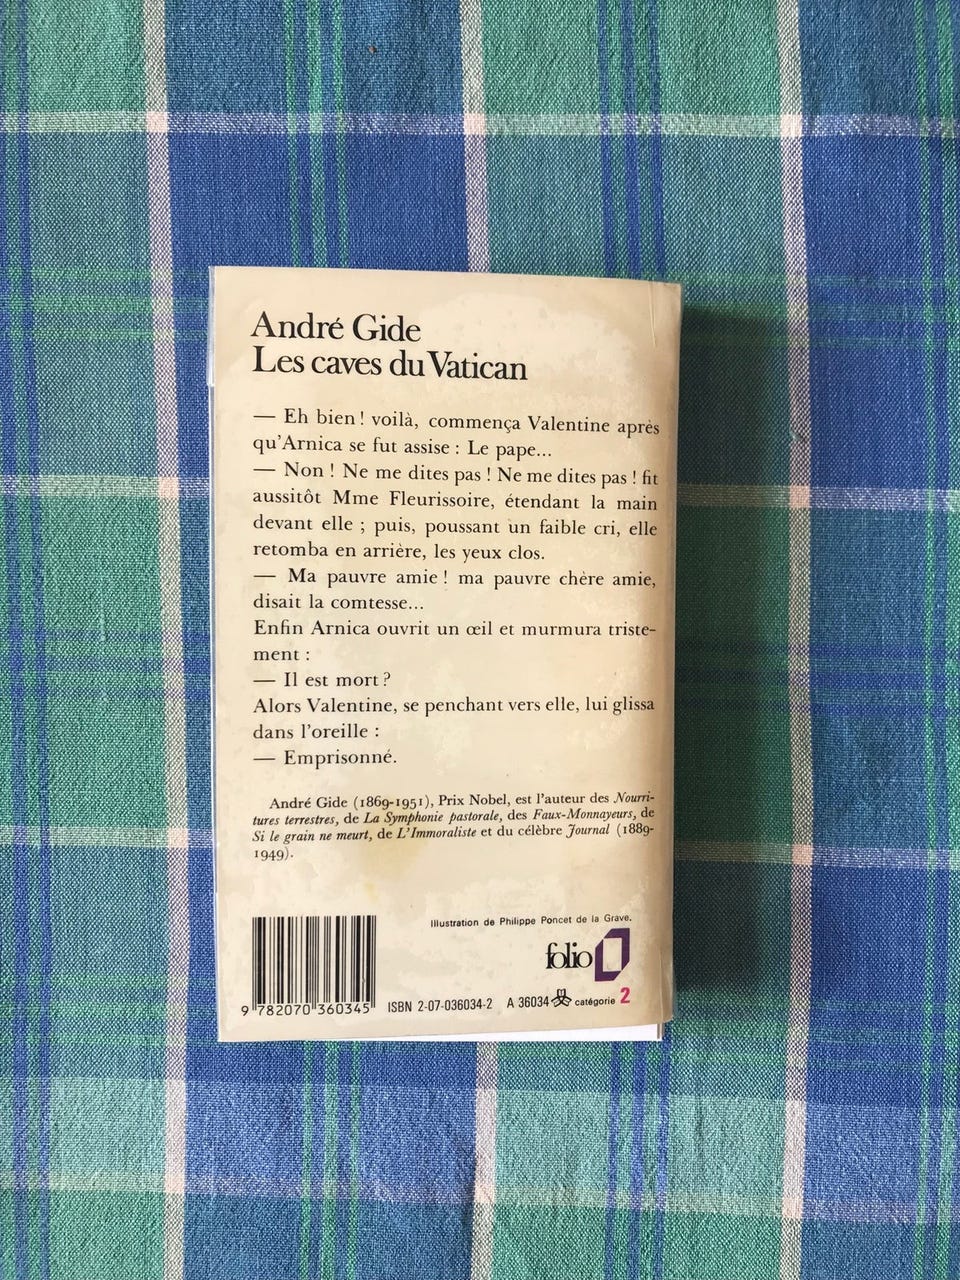 André Gide
Les caves du Vatican
— Eh bien ! voilà, commença Valentine après
qu'Arnica se fut assise : Le pape...
— Non ! Ne me dites pas ! Ne me dites pas ! fit
aussitôt Mme Fleurissoire, étendant la main
devant elle ; puis, poussant un faible cri, elle
retomba en arrière, les yeux clos.
— Ma pauvre amie ! ma pauvre chère amie,
disait la comtesse...
Enfin Arnica ouvrit un œil et murmura triste-
ment :
— Il est mort ?
Alors Valentine, se penchant vers elle, lui glissa
dans l'oreille :
— Emprisonné.
André Gide (1869-1951), Prix Nobel, est l'auteur des Nourri-
tures terrestres, de La Symphonie pastorale, des Faux-Monnayeurs, de
Si le grain ne meurt, de L'Immoraliste et du célèbre Journal (1889-
1949).
Illustration de Philippe Poncet de la Grave.
folio
9 782070 360345 ISBN 2-07-036034-2 A 36034 catégorie 2